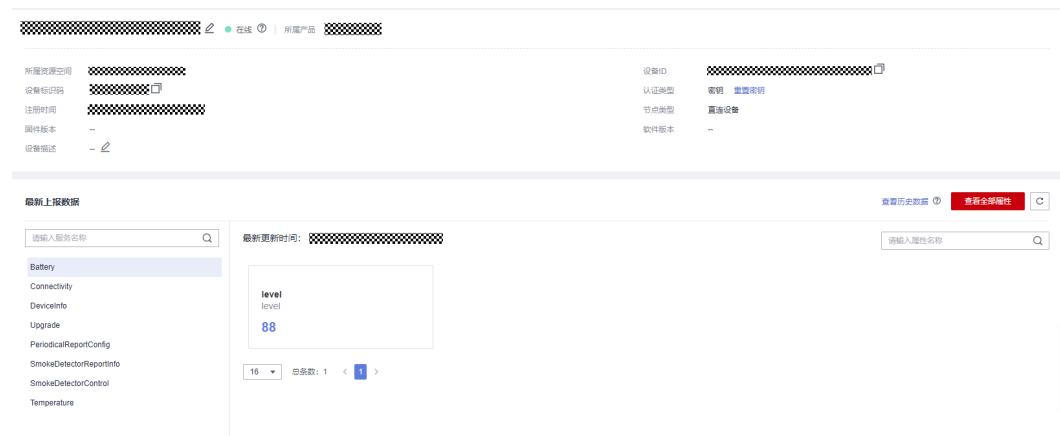 在线 所属产品
所属资源空间
设备ID
设备标识码
认证类型 密钥 重置密钥
注册时间
节点类型 直连设备
固件版本 --
软件版本 --
设备描述 --
最新上报数据
查看历史数据 查看全部属性
请输入服务名称
最新更新时间：
请输入属性名称
Battery
Connectivity
DeviceInfo
Upgrade
PeriodicalReportConfig
SmokeDetectorReportInfo
SmokeDetectorControl
Temperature
level
level
88
16 总条数：1 < 1 >